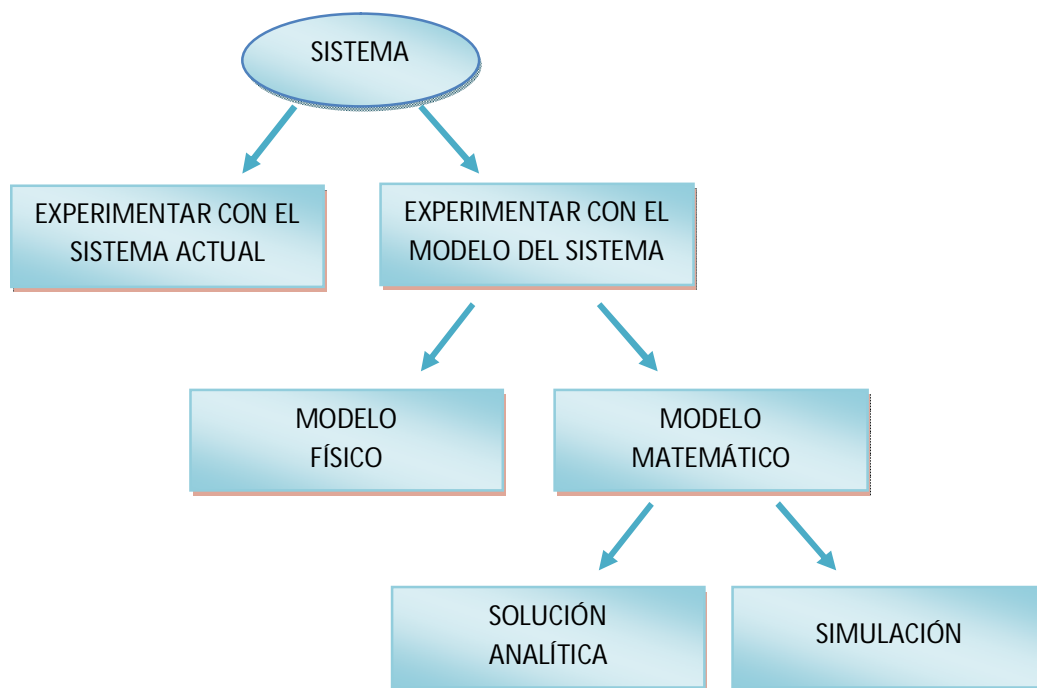 SISTEMA
EXPERIMENTAR CON EL
SISTEMA ACTUAL
EXPERIMENTAR CON EL
MODELO DEL SISTEMA
MODELO
FÍSICO
MODELO
MATEMÁTICO
SOLUCIÓN
ANALÍTICA
SIMULACIÓN